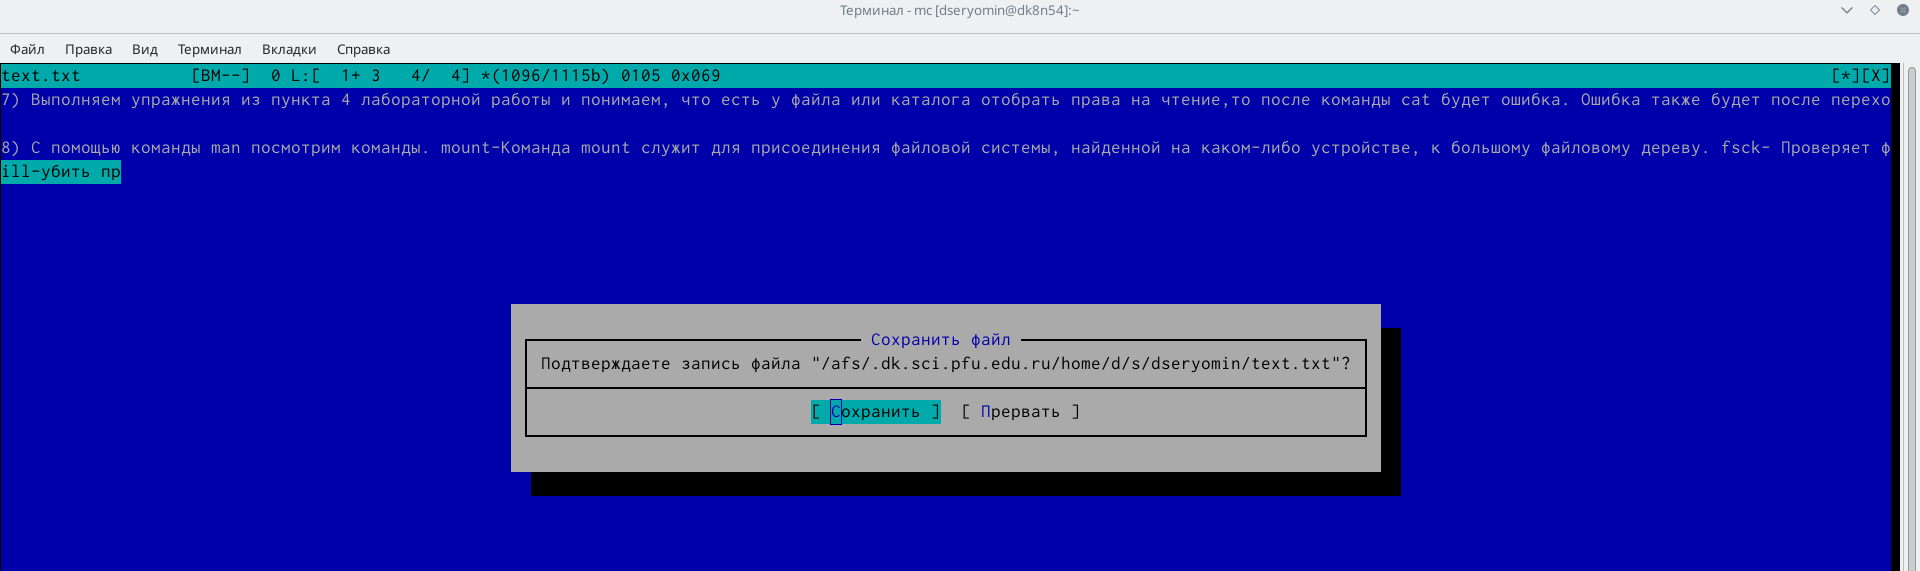 Терминал - mc [dseryomin@dk8n54]:~
Файл Правка Вид Терминал Вкладки Справка
text.txt [BM--] 0 L:[ 1+ 3 4/ 4] *(1096/1115b) 0105 0x069 [*][X]
7) Выполняем упражнения из пункта 4 лабораторной работы и понимаем, что есть у файла или каталога отобрать права на чтение,то после команды cat будет ошибка. Ошибка также будет после перехо
8) С помощью команды man посмотрим команды. mount-Команда mount служит для присоединения файловой системы, найденной на каком-либо устройстве, к большому файловому дереву. fsck- Проверяет ф
ill-убить пр
Сохранить файл
Подтверждаете запись файла "/afs/.dk.sci.pfu.edu.ru/home/d/s/dseryomin/text.txt"?
[ Сохранить ] [ Прервать ]